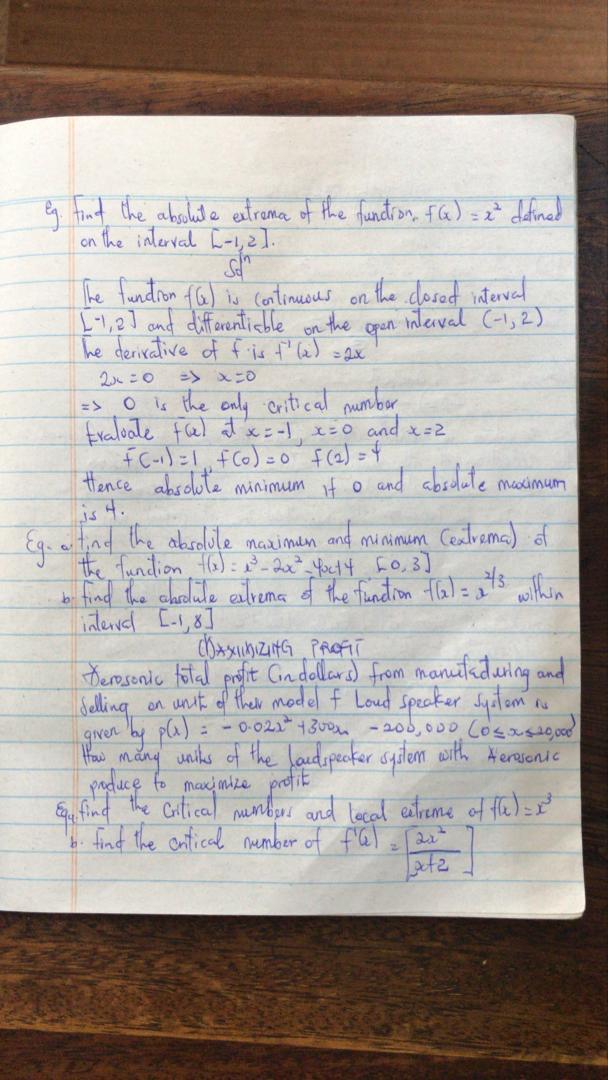 Eg. find the absolute extrema of the function, f(x) = x² defined
on the interval [-1, 2].
Solⁿ
The function f(x) is continuous on the closed interval
[-1, 2] and differentiable on the open interval (-1, 2)
The derivative of f is f'(x) = 2x
2x = 0 => x = 0
=> 0 is the only critical number
Evaluate f(x) at x = -1, x = 0 and x = 2
f(-1) = 1, f(0) = 0 f(2) = 4
Hence absolute minimum if 0 and absolute maximum
is 4.
Eg. a. find the absolute maximum and minimum (extrema) of
the function f(x) = x³ - 2x² - 4x + 4 [0, 3]
b. find the absolute extrema of the function f(x) = x^2/3 within
interval [-1, 8]
MAXIMIZING PROFIT
Aerosonic total profit (in dollars) from manufacturing and
selling on unit of their model f Loud speaker system is
given by p(x) = -0.02x² + 300x - 200,000 (0 ≤ x ≤ 20,000)
How many units of the loudspeaker system with Aerosonic
produce to maximize profit
Eg a. find the Critical numbers and local extreme of f(x) = x³
b. find the critical number of f'(x) = [2x²
x+2]